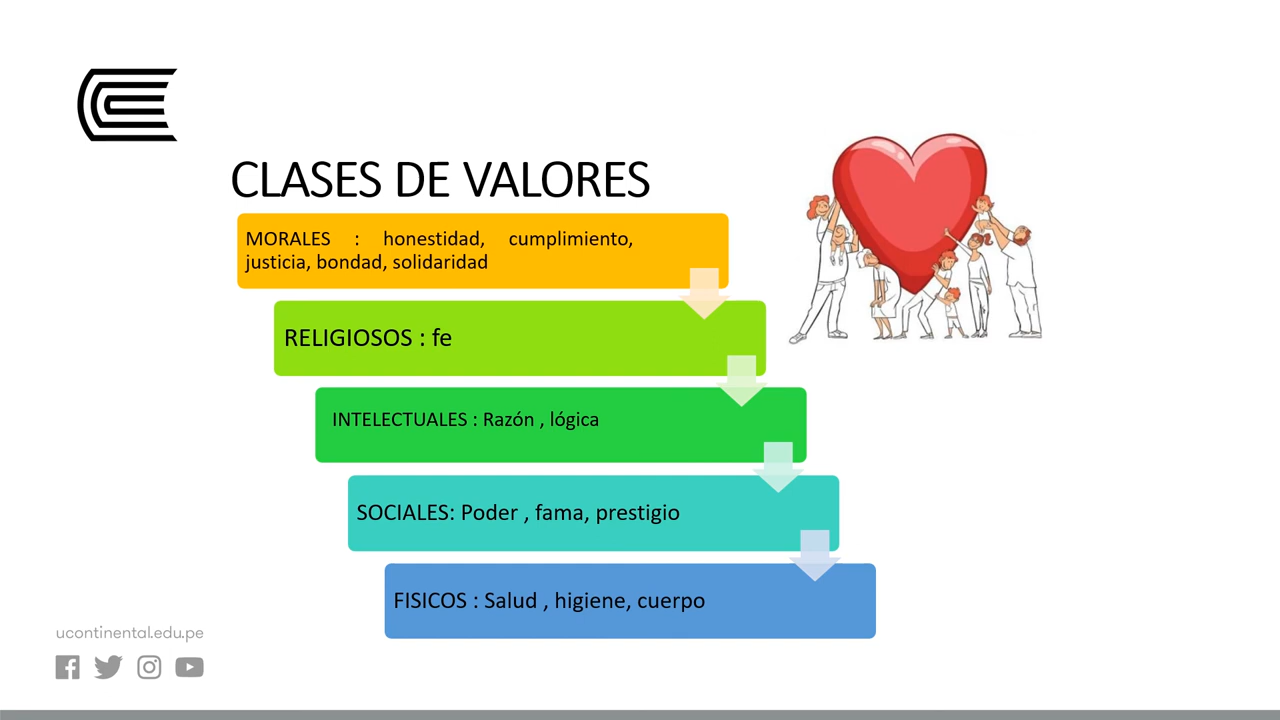 CLASES DE VALORES
MORALES : honestidad, cumplimiento,
justicia, bondad, solidaridad
RELIGIOSOS : fe
INTELECTUALES : Razón , lógica
SOCIALES: Poder , fama, prestigio
FISICOS : Salud , higiene, cuerpo
ucontinental.edu.pe